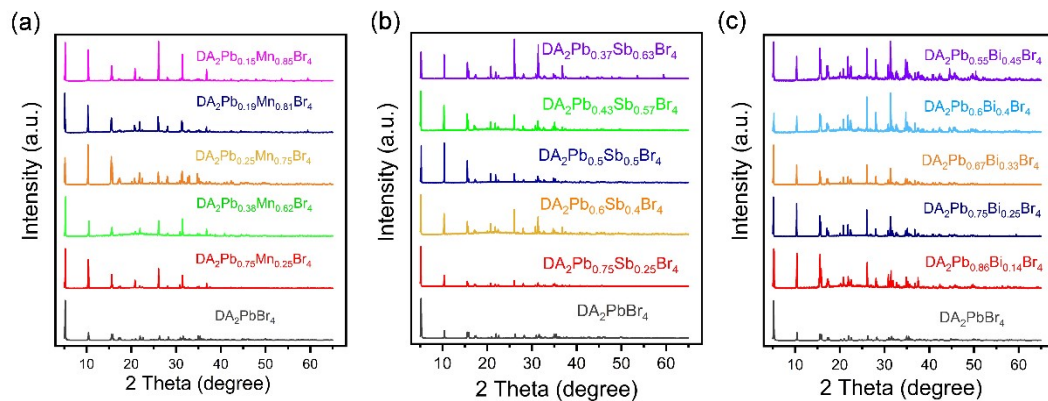 (a)
Intensity (a.u.)
DA₂Pb₀.₁₅Mn₀.₈₅Br₄
DA₂Pb₀.₁₉Mn₀.₈₁Br₄
DA₂Pb₀.₂₅Mn₀.₇₅Br₄
DA₂Pb₀.₃₈Mn₀.₆₂Br₄
DA₂Pb₀.₇₅Mn₀.₂₅Br₄
DA₂PbBr₄
10 20 30 40 50 60
2 Theta (degree)
(b)
Intensity (a.u.)
DA₂Pb₀.₃₇Sb₀.₆₃Br₄
DA₂Pb₀.₄₃Sb₀.₅₇Br₄
DA₂Pb₀.₅Sb₀.₅Br₄
DA₂Pb₀.₆Sb₀.₄Br₄
DA₂Pb₀.₇₅Sb₀.₂₅Br₄
DA₂PbBr₄
10 20 30 40 50 60
2 Theta (degree)
(c)
Intensity (a.u.)
DA₂Pb₀.₅₅Bi₀.₄₅Br₄
DA₂Pb₀.₆Bi₀.₄Br₄
DA₂Pb₀.₆₇Bi₀.₃₃Br₄
DA₂Pb₀.₇₅Bi₀.₂₅Br₄
DA₂Pb₀.₈₆Bi₀.₁₄Br₄
DA₂PbBr₄
10 20 30 40 50 60
2 Theta (degree)